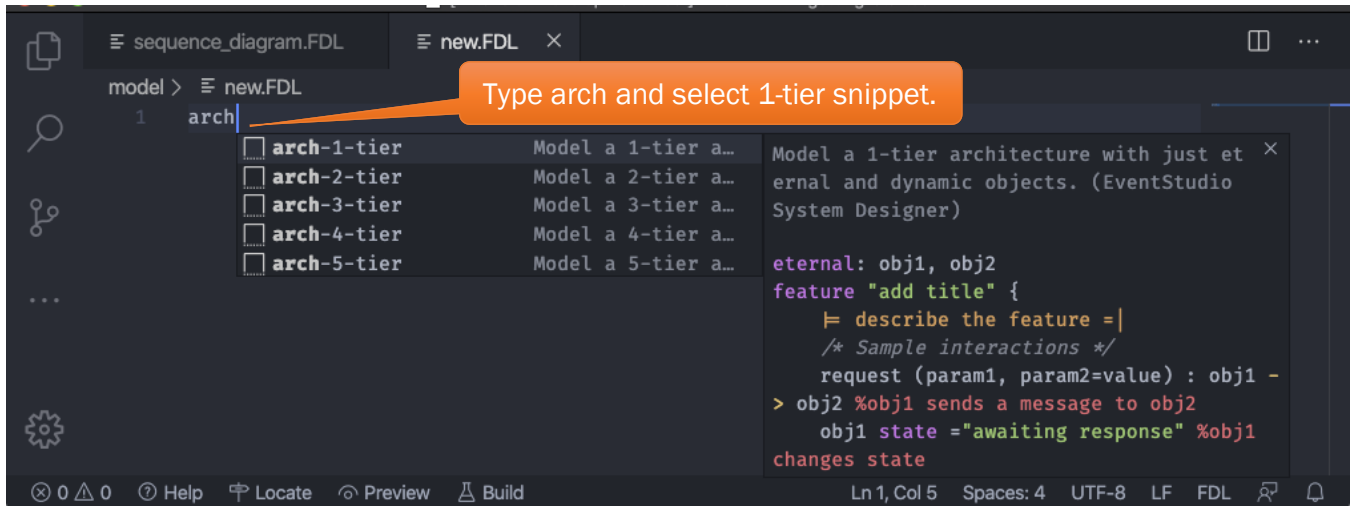 sequence_diagram.FDL
new.FDL
model > new.FDL
Type arch and select 1-tier snippet.
1 arch
arch-1-tier Model a 1-tier a…
arch-2-tier Model a 2-tier a…
arch-3-tier Model a 3-tier a…
arch-4-tier Model a 4-tier a…
arch-5-tier Model a 5-tier a…
Model a 1-tier architecture with just et
ernal and dynamic objects. (EventStudio
System Designer)
eternal: obj1, obj2
feature "add title" {
|= describe the feature =|
/* Sample interactions */
request (param1, param2=value) : obj1 -
> obj2 %obj1 sends a message to obj2
obj1 state ="awaiting response" %obj1
changes state
0 0 Help Locate Preview Build Ln 1, Col 5 Spaces: 4 UTF-8 LF FDL